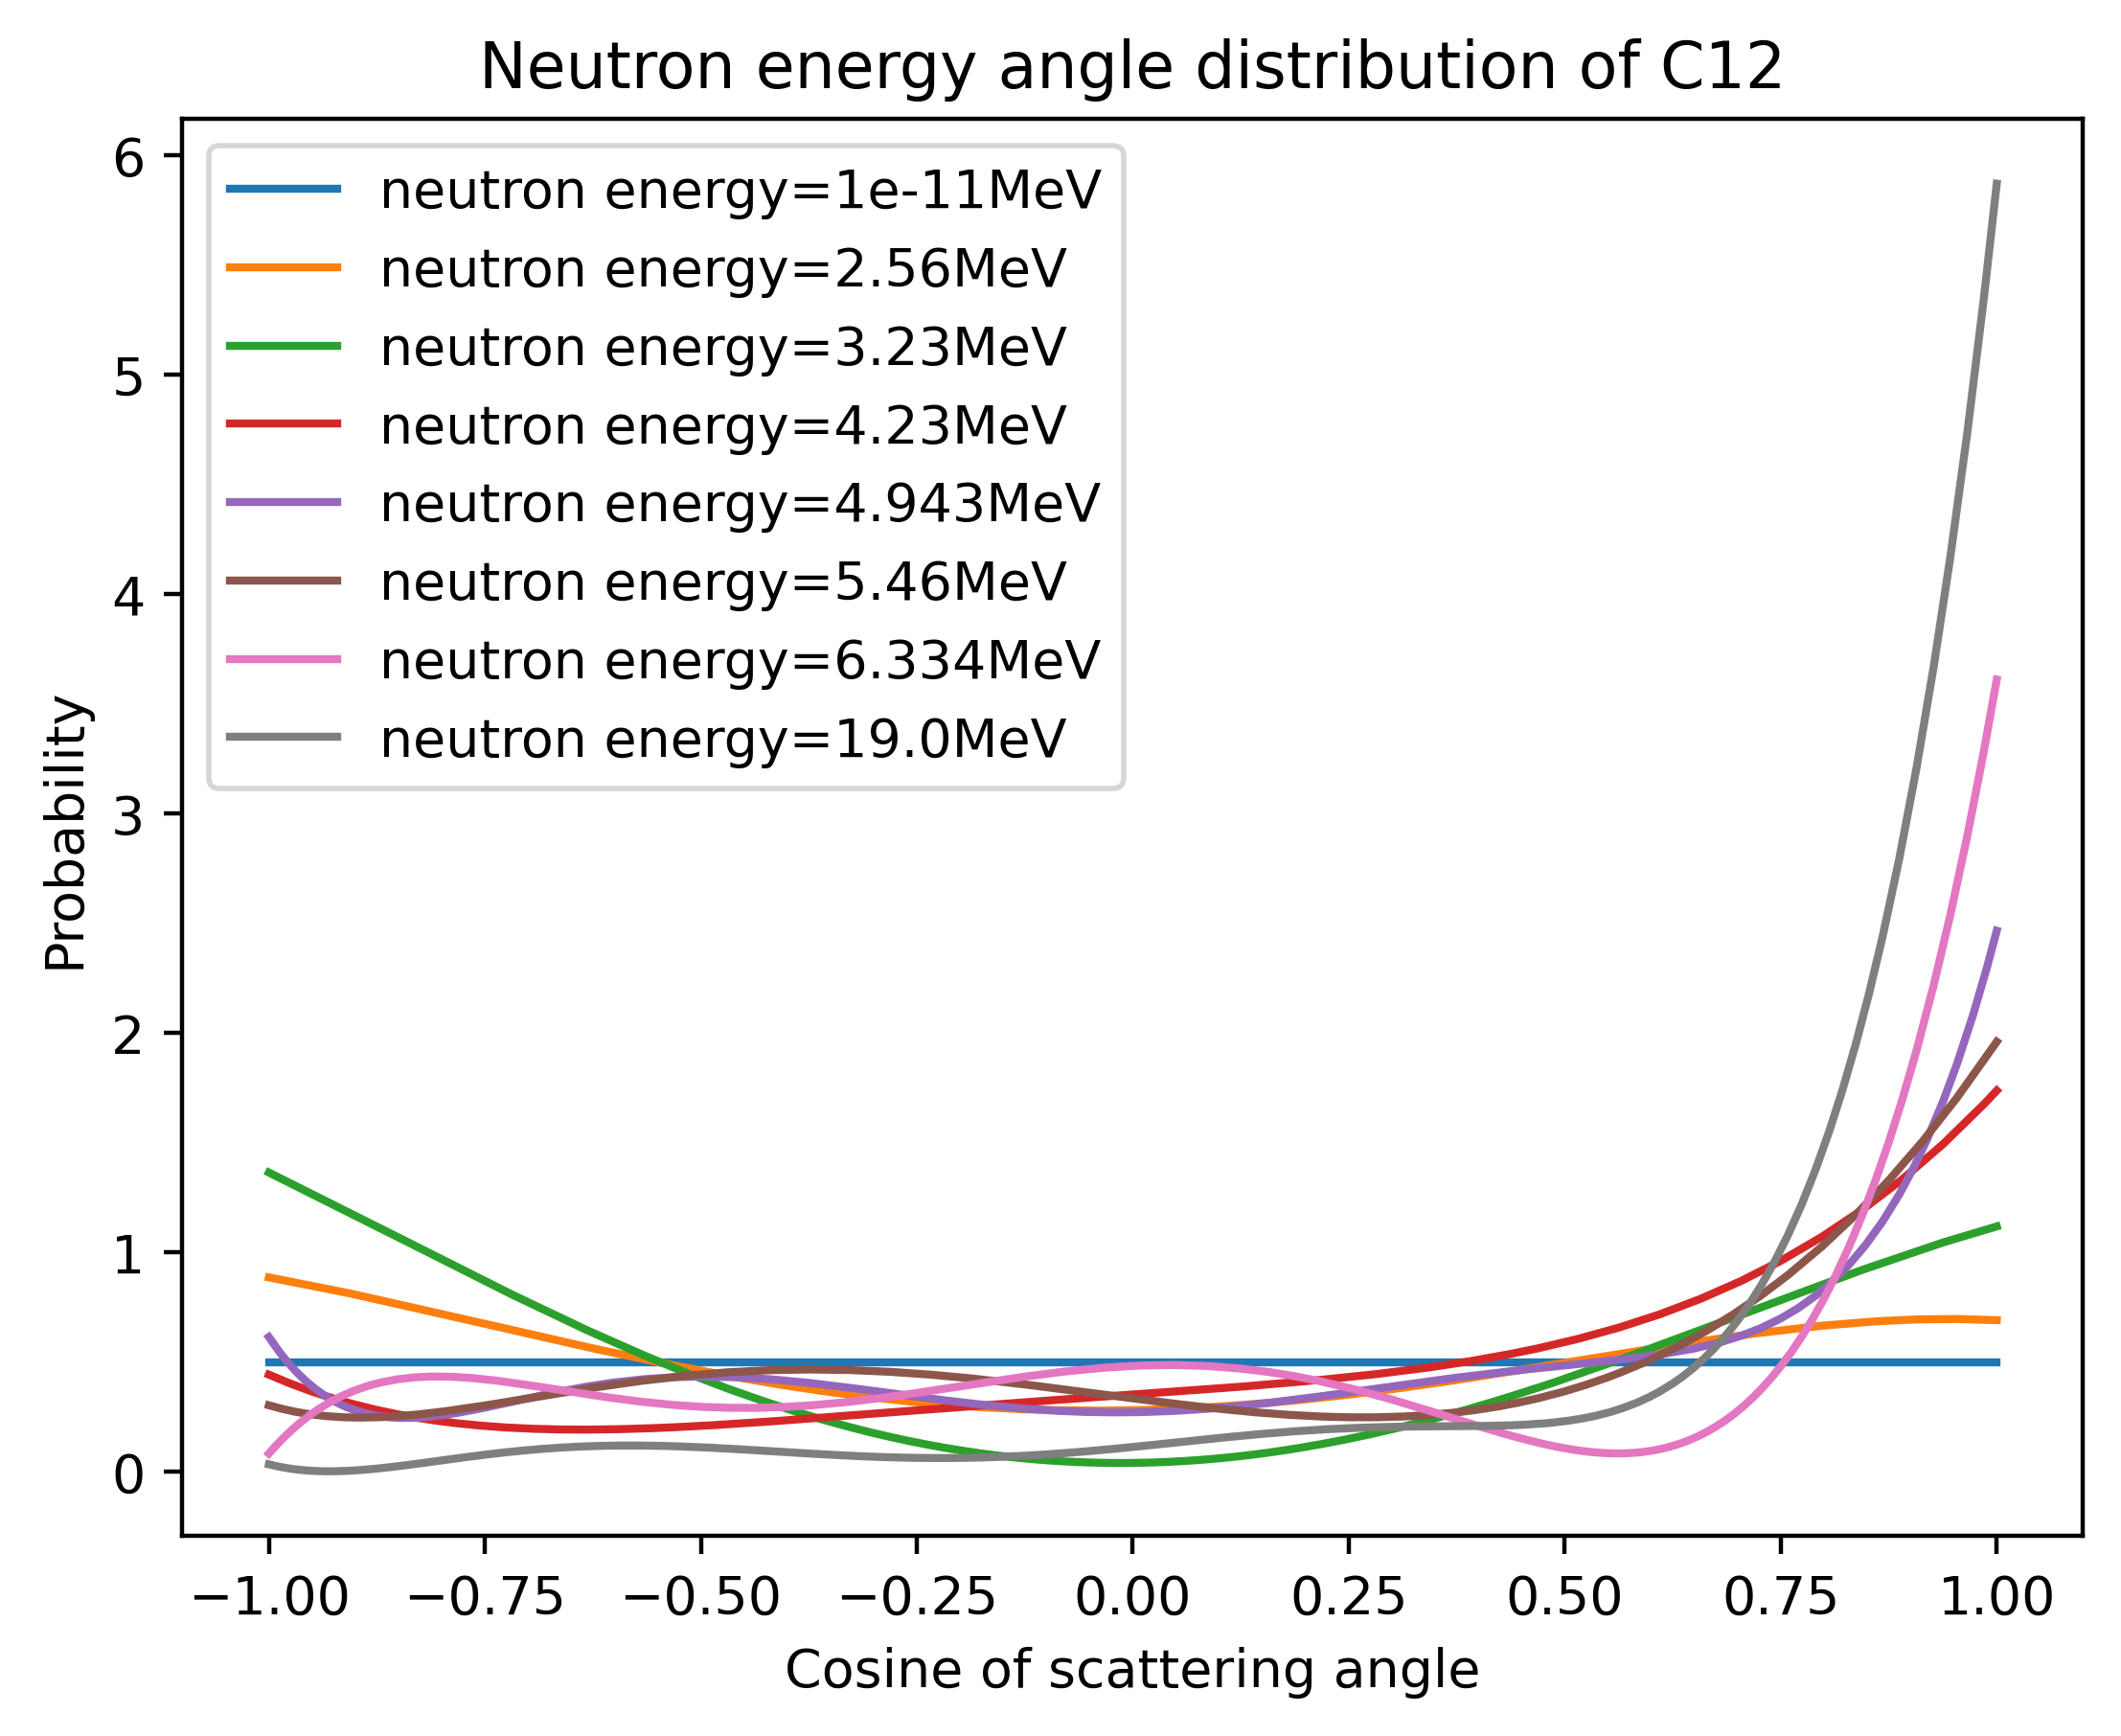 Neutron energy angle distribution of C12
neutron energy=1e-11MeV
neutron energy=2.56MeV
neutron energy=3.23MeV
neutron energy=4.23MeV
neutron energy=4.943MeV
neutron energy=5.46MeV
neutron energy=6.334MeV
neutron energy=19.0MeV
Probability
6
5
4
3
2
1
0
−1.00 −0.75 −0.50 −0.25 0.00 0.25 0.50 0.75 1.00
Cosine of scattering angle